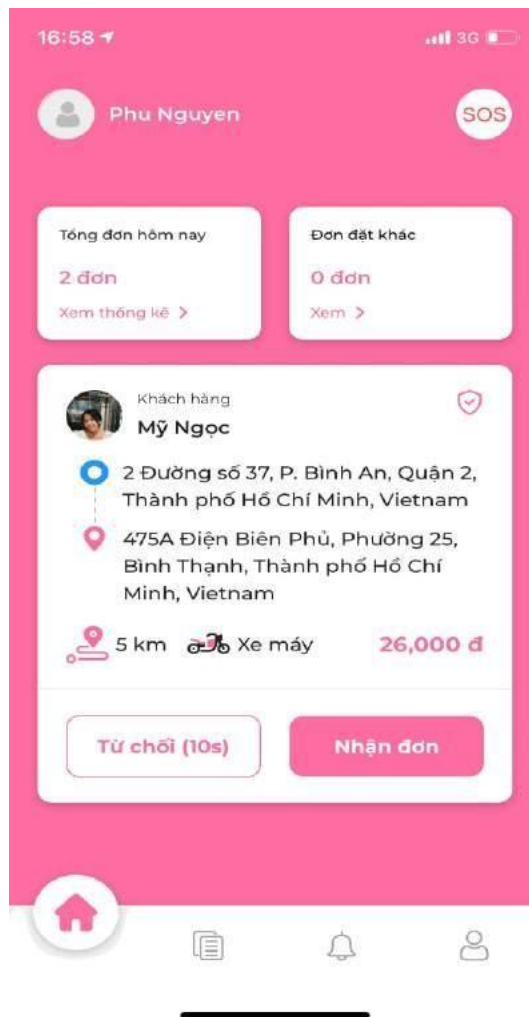 16:58
3G
Phu Nguyen
SOS
Tổng đơn hôm nay
Đơn đặt khác
2 đơn
0 đơn
Xem thống kê >
Xem >
Khách hàng
Mỹ Ngọc
2 Đường số 37, P. Bình An, Quận 2,
Thành phố Hồ Chí Minh, Vietnam
475A Điện Biên Phủ, Phường 25,
Bình Thạnh, Thành phố Hồ Chí
Minh, Vietnam
5 km Xe máy 26,000 đ
Từ chối (10s)
Nhận đơn